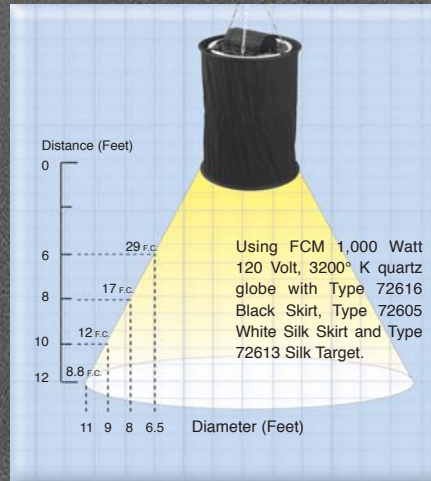 Distance (Feet)
0
29 F.C.
6
17 F.C.
8
12 F.C.
10
8.8 F.C.
12
11 9 8 6.5 Diameter (Feet)
Using FCM 1,000 Watt
120 Volt, 3200° K quartz
globe with Type 72616
Black Skirt, Type 72605
White Silk Skirt and Type
72613 Silk Target.